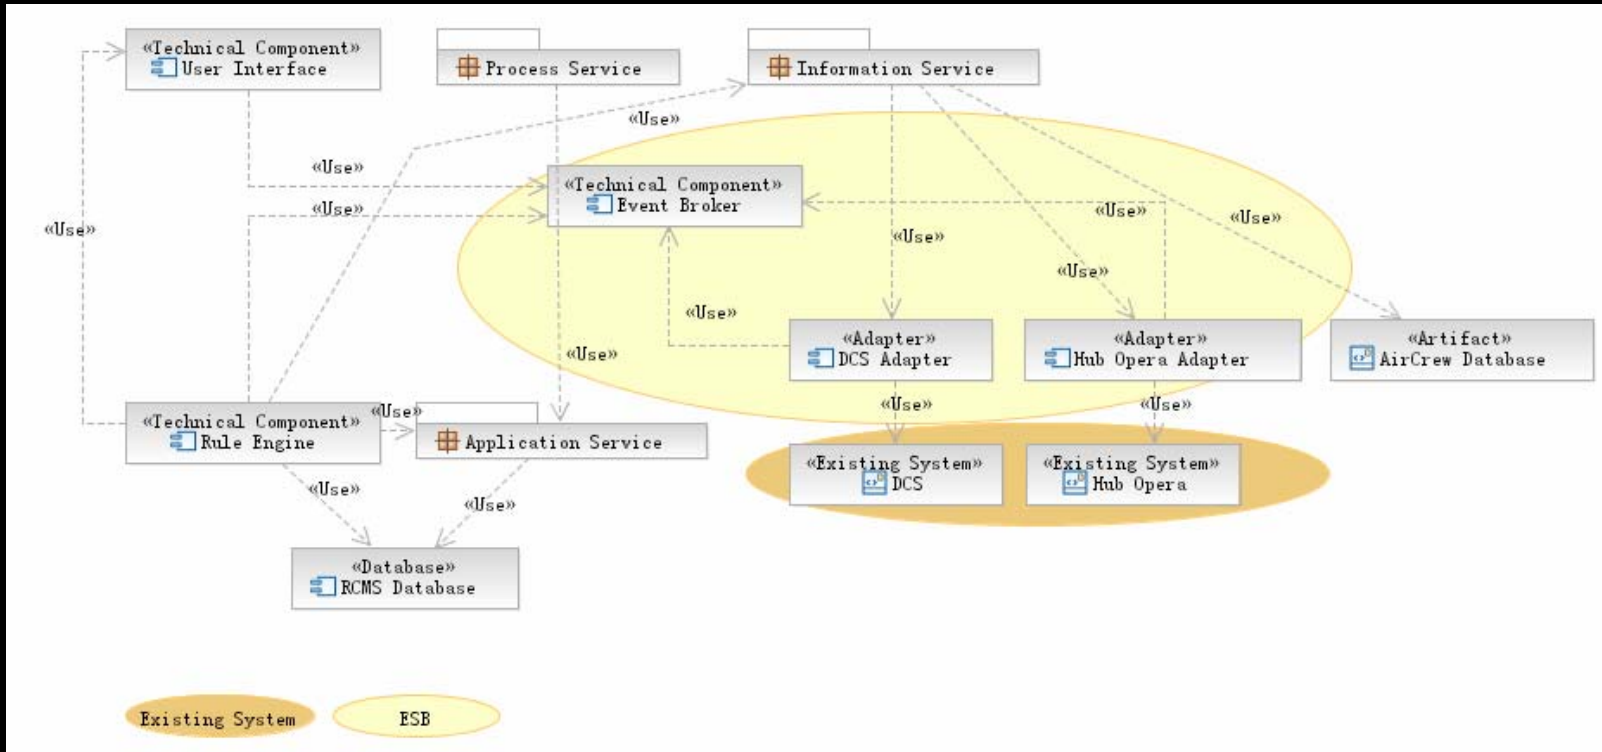 «Technical Component»
User Interface
Process Service
Information Service
«Use»
«Use»
«Technical Component»
Event Broker
«Use»
«Use»
«Use»
«Use»
«Use»
«Use»
«Use»
«Adapter»
DCS Adapter
«Adapter»
Hub Opera Adapter
«Artifact»
AirCrew Database
«Use»
«Use»
«Use»
«Use»
«Technical Component»
Rule Engine
Application Service
«Existing System»
DCS
«Existing System»
Hub Opera
«Use»
«Use»
«Database»
RCMS Database
Existing System
ESB